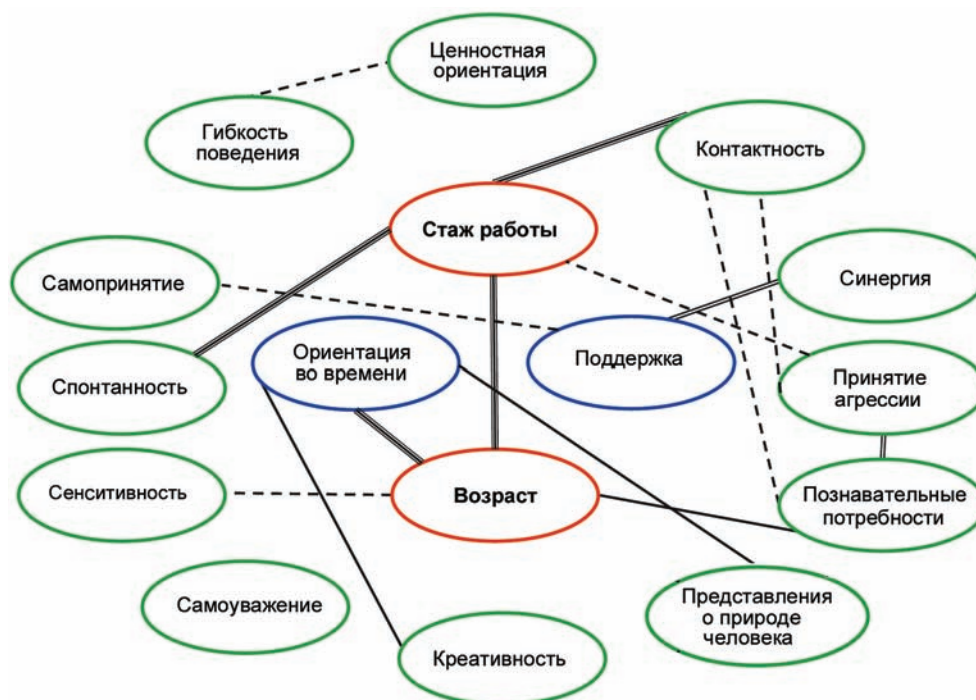 Ценностная
ориентация
Гибкость
поведения
Контактность
Стаж работы
Самопринятие
Синергия
Ориентация
во времени
Поддержка
Спонтанность
Принятие
агрессии
Сенситивность
Возраст
Познавательные
потребности
Самоуважение
Представления
о природе
человека
Креативность